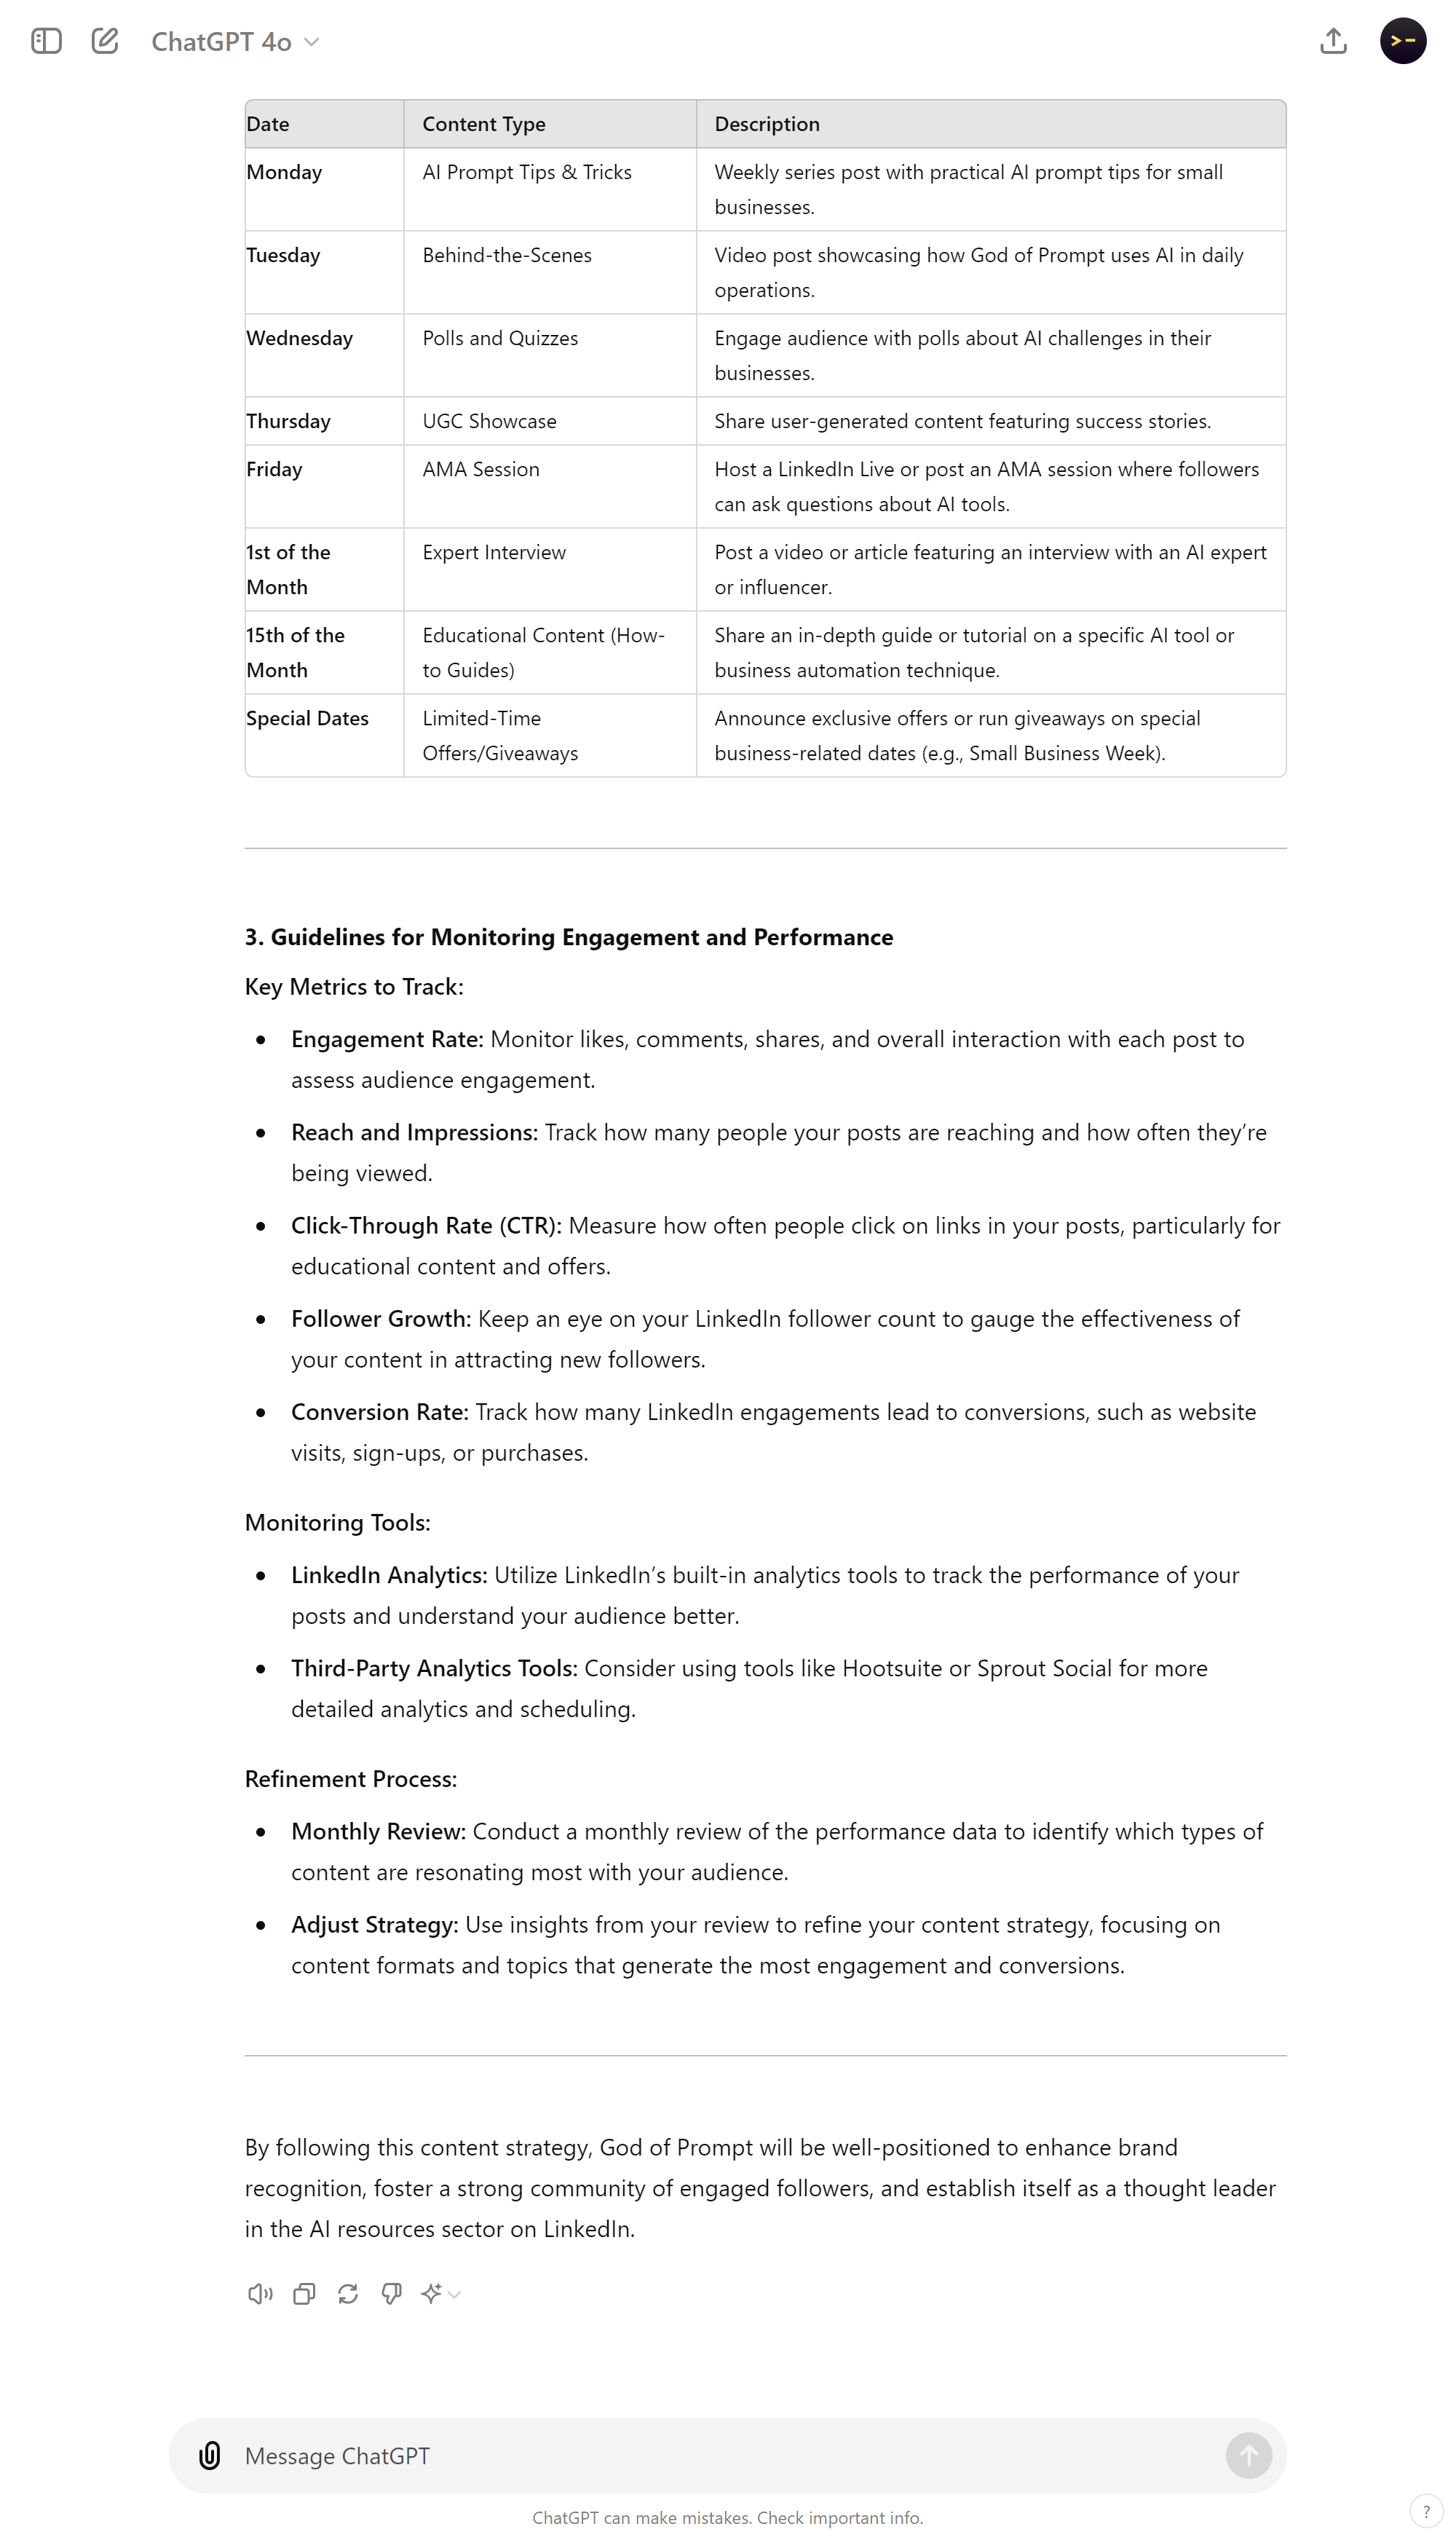 ChatGPT 4o
Date Content Type Description
Monday AI Prompt Tips & Tricks Weekly series post with practical AI prompt tips for small
businesses.
Tuesday Behind-the-Scenes Video post showcasing how God of Prompt uses AI in daily
operations.
Wednesday Polls and Quizzes Engage audience with polls about AI challenges in their
businesses.
Thursday UGC Showcase Share user-generated content featuring success stories.
Friday AMA Session Host a LinkedIn Live or post an AMA session where followers
can ask questions about AI tools.
1st of the Expert Interview Post a video or article featuring an interview with an AI expert
Month or influencer.
15th of the Educational Content (How- Share an in-depth guide or tutorial on a specific AI tool or
Month to Guides) business automation technique.
Special Dates Limited-Time Announce exclusive offers or run giveaways on special
Offers/Giveaways business-related dates (e.g., Small Business Week).
3. Guidelines for Monitoring Engagement and Performance
Key Metrics to Track:
• Engagement Rate: Monitor likes, comments, shares, and overall interaction with each post to
assess audience engagement.
• Reach and Impressions: Track how many people your posts are reaching and how often they’re
being viewed.
• Click-Through Rate (CTR): Measure how often people click on links in your posts, particularly for
educational content and offers.
• Follower Growth: Keep an eye on your LinkedIn follower count to gauge the effectiveness of
your content in attracting new followers.
• Conversion Rate: Track how many LinkedIn engagements lead to conversions, such as website
visits, sign-ups, or purchases.
Monitoring Tools:
• LinkedIn Analytics: Utilize LinkedIn’s built-in analytics tools to track the performance of your
posts and understand your audience better.
• Third-Party Analytics Tools: Consider using tools like Hootsuite or Sprout Social for more
detailed analytics and scheduling.
Refinement Process:
• Monthly Review: Conduct a monthly review of the performance data to identify which types of
content are resonating most with your audience.
• Adjust Strategy: Use insights from your review to refine your content strategy, focusing on
content formats and topics that generate the most engagement and conversions.
By following this content strategy, God of Prompt will be well-positioned to enhance brand
recognition, foster a strong community of engaged followers, and establish itself as a thought leader
in the AI resources sector on LinkedIn.
Message ChatGPT
ChatGPT can make mistakes. Check important info.
?